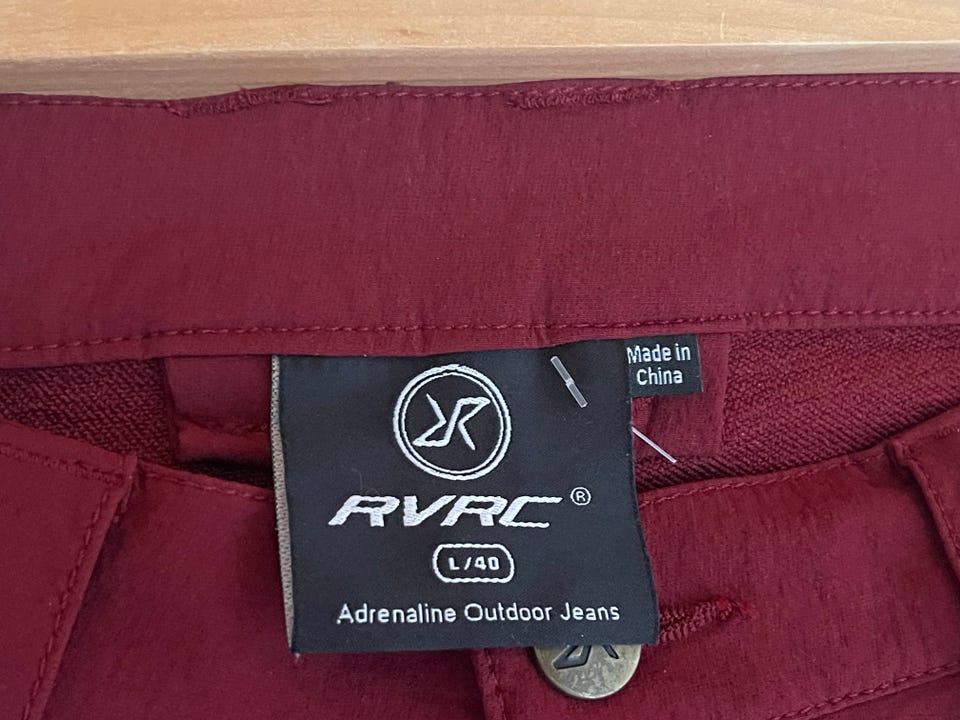 Made in
China
RVRC®
L/40
Adrenaline Outdoor Jeans